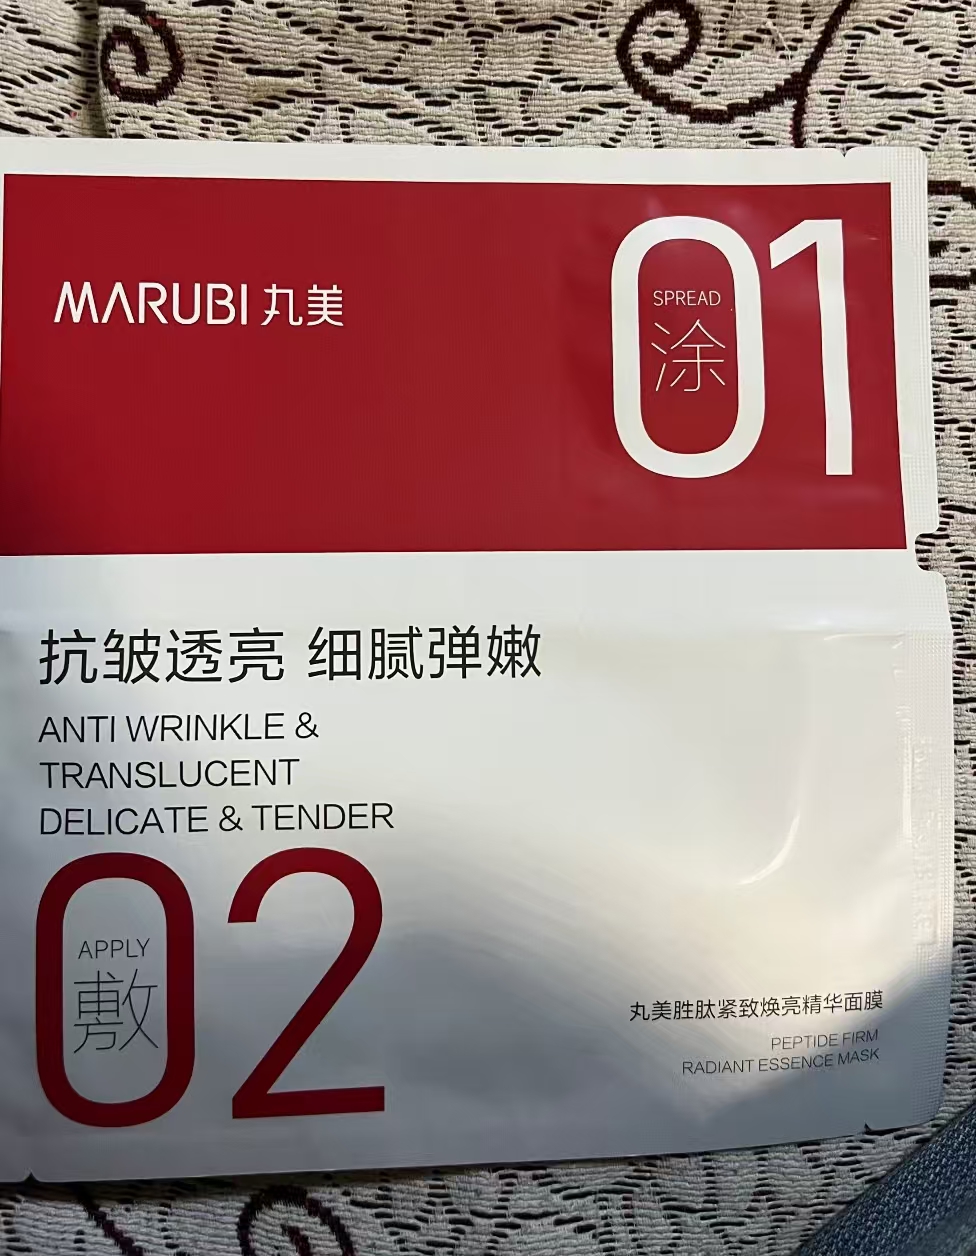 MARUBI 丸美
01
SPREAD
涂
抗皱透亮 细腻弹嫩
ANTI WRINKLE &
TRANSLUCENT
DELICATE & TENDER
02
APPLY
敷
丸美胜肽紧致焕亮精华面膜
PEPTIDE FIRM
RADIANT ESSENCE MASK